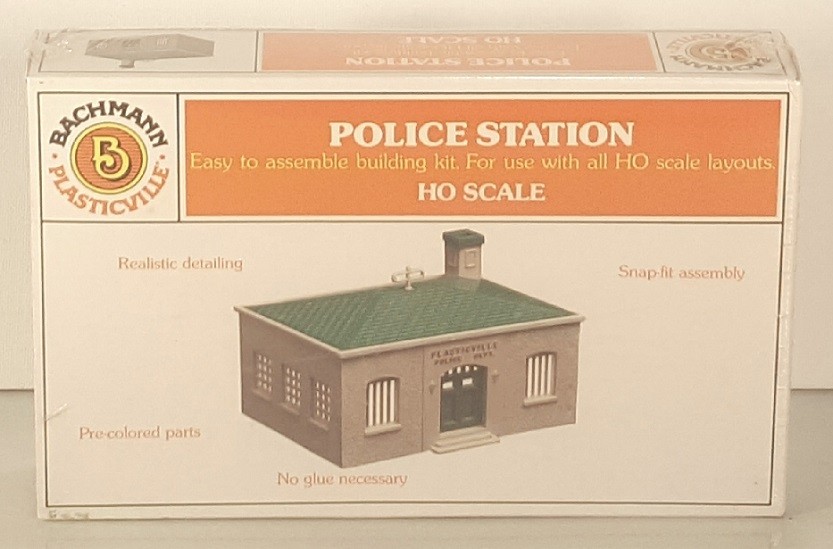 HO SCALE
POLICE STATION
BACHMANN
B
PLASTICVILLE
POLICE STATION
Easy to assemble building kit. For use with all HO scale layouts.
HO SCALE
Realistic detailing
Snap-fit assembly
PLASTICVILLE
POLICE DEPT.
Pre-colored parts
No glue necessary